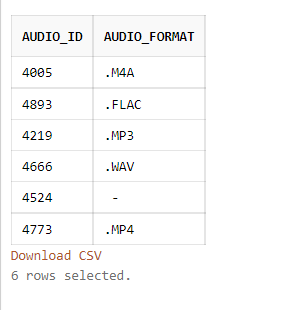 AUDIO_ID AUDIO_FORMAT
4005 .M4A
4893 .FLAC
4219 .MP3
4666 .WAV
4524 -
4773 .MP4
Download CSV
6 rows selected.